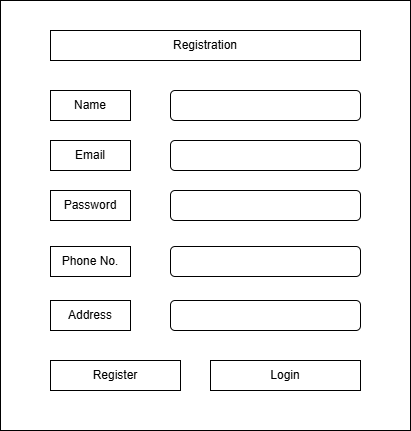 Registration
Name
Email
Password
Phone No.
Address
Register
Login